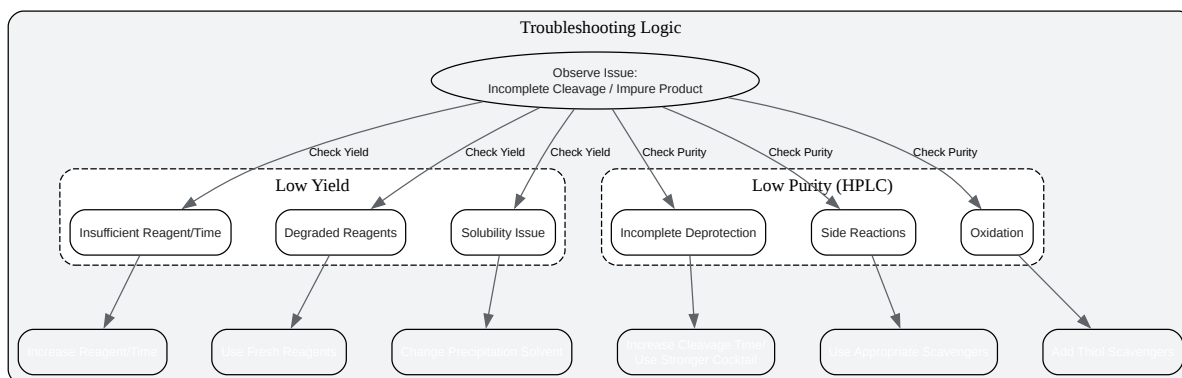 Troubleshooting Logic
Observe Issue:
Incomplete Cleavage / Impure Product
Check Yield
Check Yield
Check Yield
Check Purity
Check Purity
Check Purity
Low Yield
Low Purity (HPLC)
Insufficient Reagent/Time
Degraded Reagents
Solubility Issue
Incomplete Deprotection
Side Reactions
Oxidation
Increase Reagent/Time
Use Fresh Reagents
Change Precipitation Solvent
Increase Cleavage Time/
Use Stronger Cocktail
Use Appropriate Scavengers
Add Thiol Scavengers